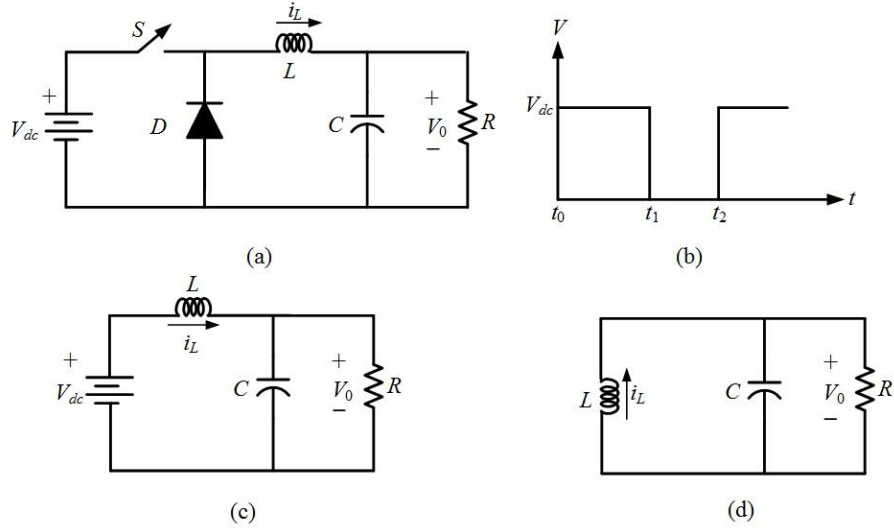 S
i_L
L
+
V_dc
D
C
+
V_0
−
R
(a)
V
V_dc
t_0
t_1
t_2
t
(b)
L
i_L
+
V_dc
C
+
V_0
−
R
(c)
L
i_L
C
+
V_0
−
R
(d)